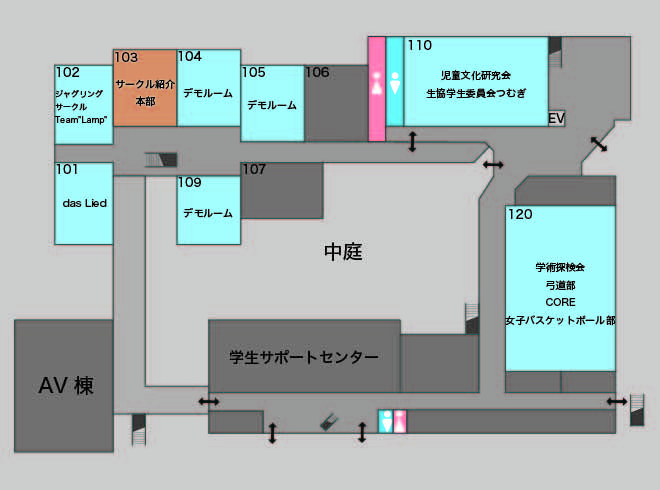 110
児童文化研究会
生協学生委員会つむぎ
EV
103
サークル紹介
本部
104
デモルーム
102
ジャグリング
サークル
Team"Lamp"
105
デモルーム
106
101
das Lied
109
デモルーム
107
120
学術探検会
弓道部
CORE
女子バスケットボール部
中庭
学生サポートセンター
AV棟